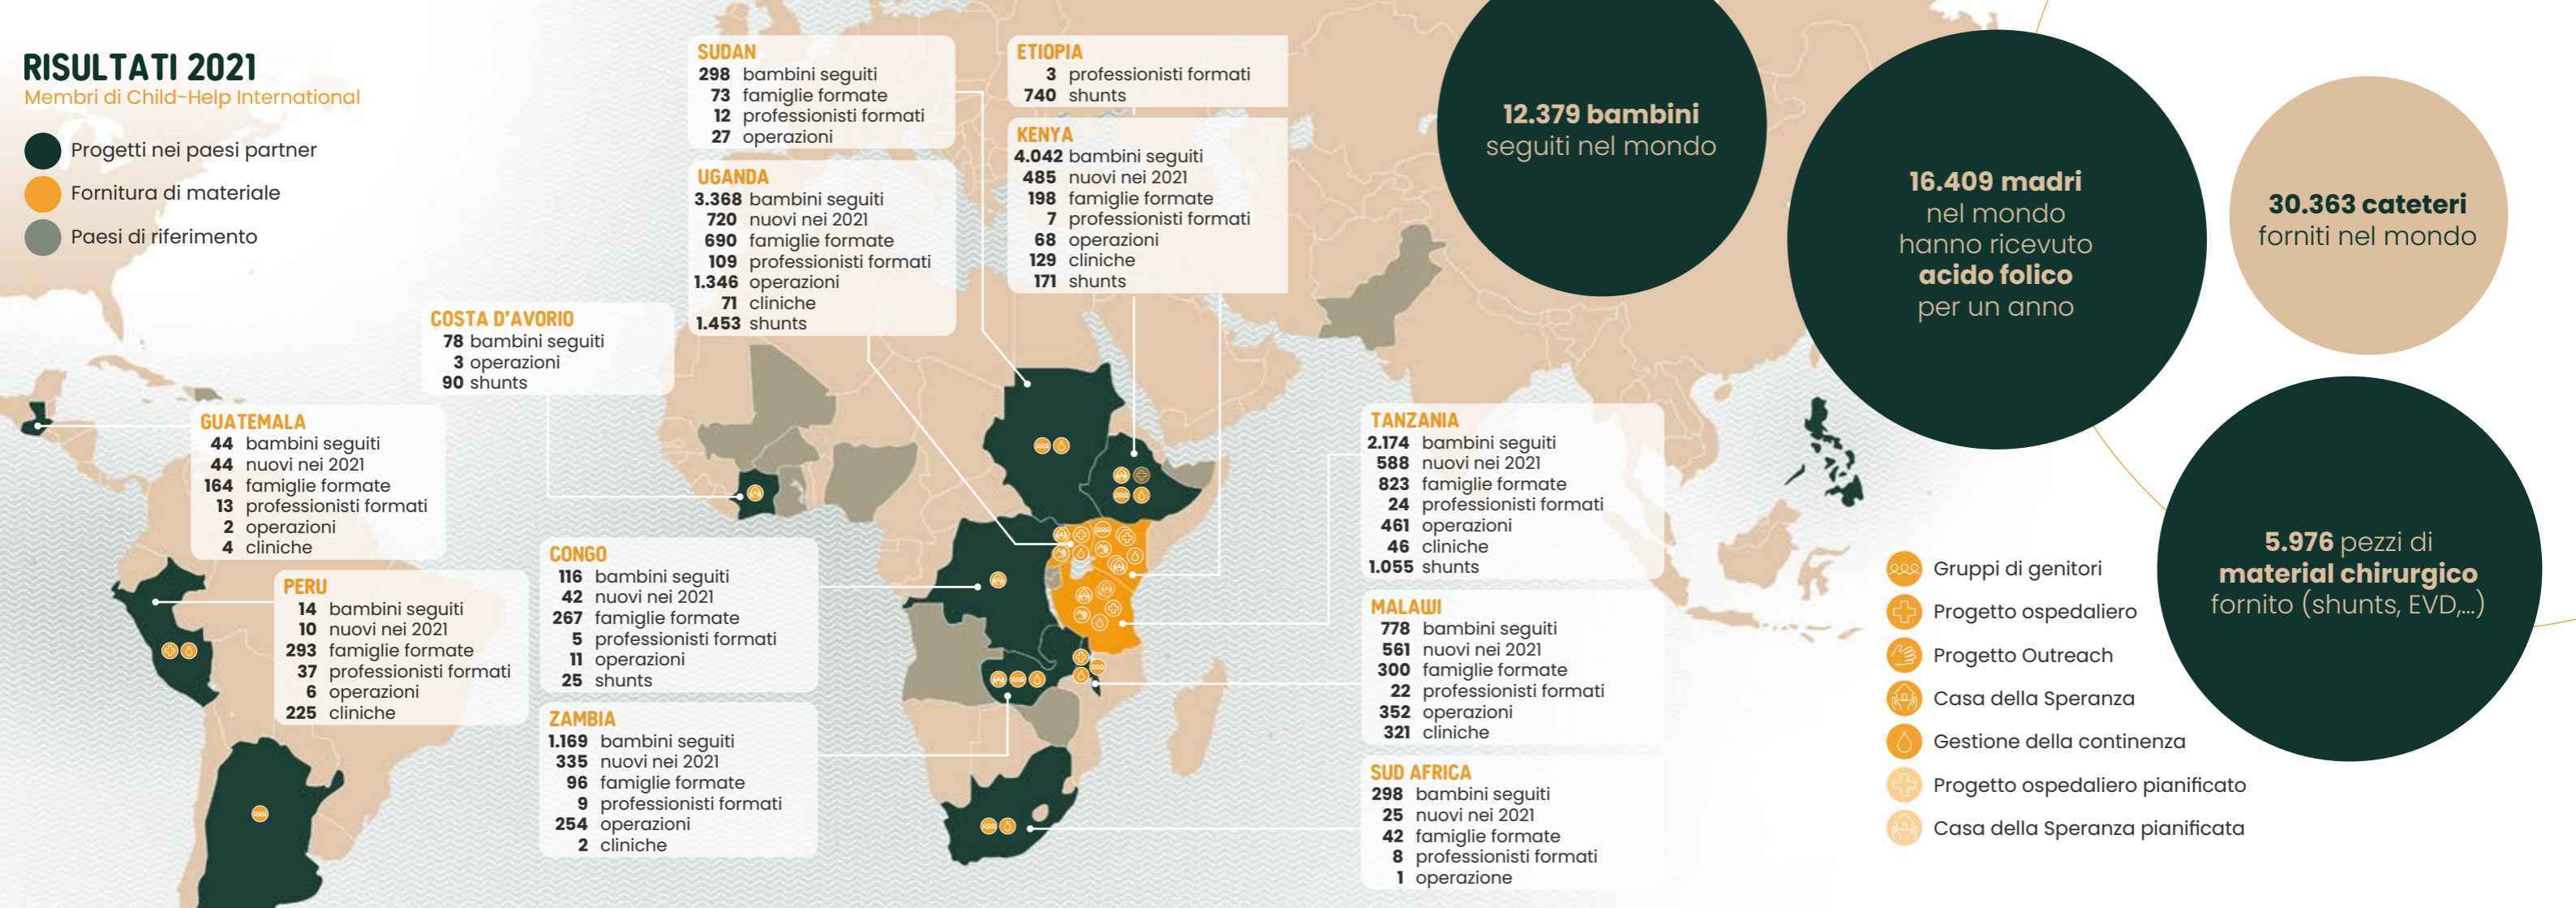 RISULTATI 2021
Membri di Child-Help International
Progetti nei paesi partner
Fornitura di materiale
Paesi di riferimento
SUDAN
298 bambini seguiti
73 famiglie formate
12 professionisti formati
27 operazioni
UGANDA
3.368 bambini seguiti
720 nuovi nei 2021
690 famiglie formate
109 professionisti formati
1.346 operazioni
71 cliniche
1.453 shunts
ETIOPIA
3 professionisti formati
740 shunts
KENYA
4.042 bambini seguiti
485 nuovi nei 2021
198 famiglie formate
7 professionisti formati
68 operazioni
129 cliniche
171 shunts
COSTA D'AVORIO
78 bambini seguiti
3 operazioni
90 shunts
GUATEMALA
44 bambini seguiti
44 nuovi nei 2021
164 famiglie formate
13 professionisti formati
2 operazioni
4 cliniche
PERU
14 bambini seguiti
10 nuovi nei 2021
293 famiglie formate
37 professionisti formati
6 operazioni
225 cliniche
CONGO
116 bambini seguiti
42 nuovi nei 2021
267 famiglie formate
5 professionisti formati
11 operazioni
25 shunts
ZAMBIA
1.169 bambini seguiti
335 nuovi nei 2021
96 famiglie formate
9 professionisti formati
254 operazioni
2 cliniche
TANZANIA
2.174 bambini seguiti
588 nuovi nei 2021
823 famiglie formate
24 professionisti formati
461 operazioni
46 cliniche
1.055 shunts
MALAWI
778 bambini seguiti
561 nuovi nei 2021
300 famiglie formate
22 professionisti formati
352 operazioni
321 cliniche
SUD AFRICA
298 bambini seguiti
25 nuovi nei 2021
42 famiglie formate
8 professionisti formati
1 operazione
12.379 bambini
seguiti nel mondo
16.409 madri
nel mondo
hanno ricevuto
acido folico
per un anno
30.363 cateteri
forniti nel mondo
5.976 pezzi di
material chirurgico
fornito (shunts, EVD,...)
Gruppi di genitori
Progetto ospedaliero
Progetto Outreach
Casa della Speranza
Gestione della continenza
Progetto ospedaliero pianificato
Casa della Speranza pianificata